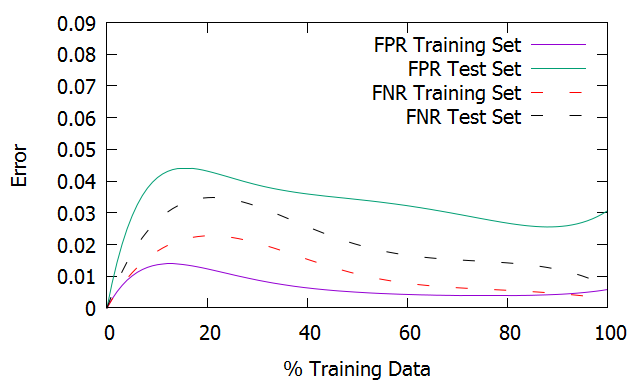 0.09
0.08
0.07
0.06
0.05
0.04
0.03
0.02
0.01
0
Error
FPR Training Set
FPR Test Set
FNR Training Set
FNR Test Set
0 20 40 60 80 100
% Training Data